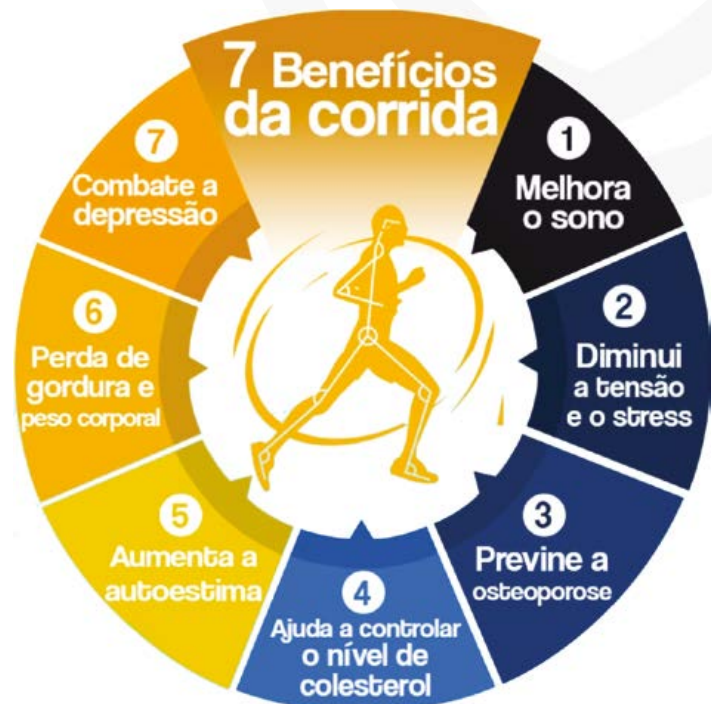 7 Benefícios
da corrida
1
Melhora
o sono
2
Diminui
a tensão
e o stress
3
Previne a
osteoporose
4
Ajuda a controlar
o nível de
colesterol
5
Aumenta a
autoestima
6
Perda de
gordura e
peso corporal
7
Combate a
depressão